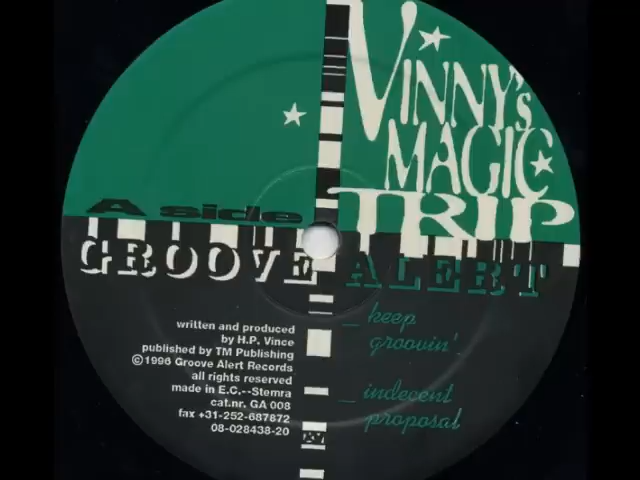 VINNY's
MAGIC
TRIP
A side
GROOVE ALERT
_ keep
groovin'
_ indecent
proposal
written and produced
by H.P. Vince
published by TM Publishing
©1996 Groove Alert Records
all rights reserved
made in E.C.--Stemra
cat.nr. GA 008
fax +31-252-687872
08-028438-20